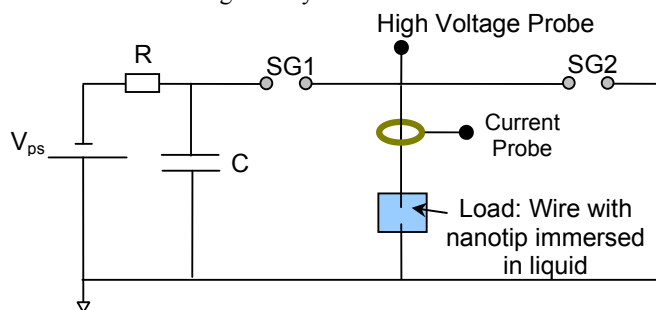 High Voltage Probe
R
SG1
SG2
V_ps
C
Current
Probe
Load: Wire with
nanotip immersed
in liquid